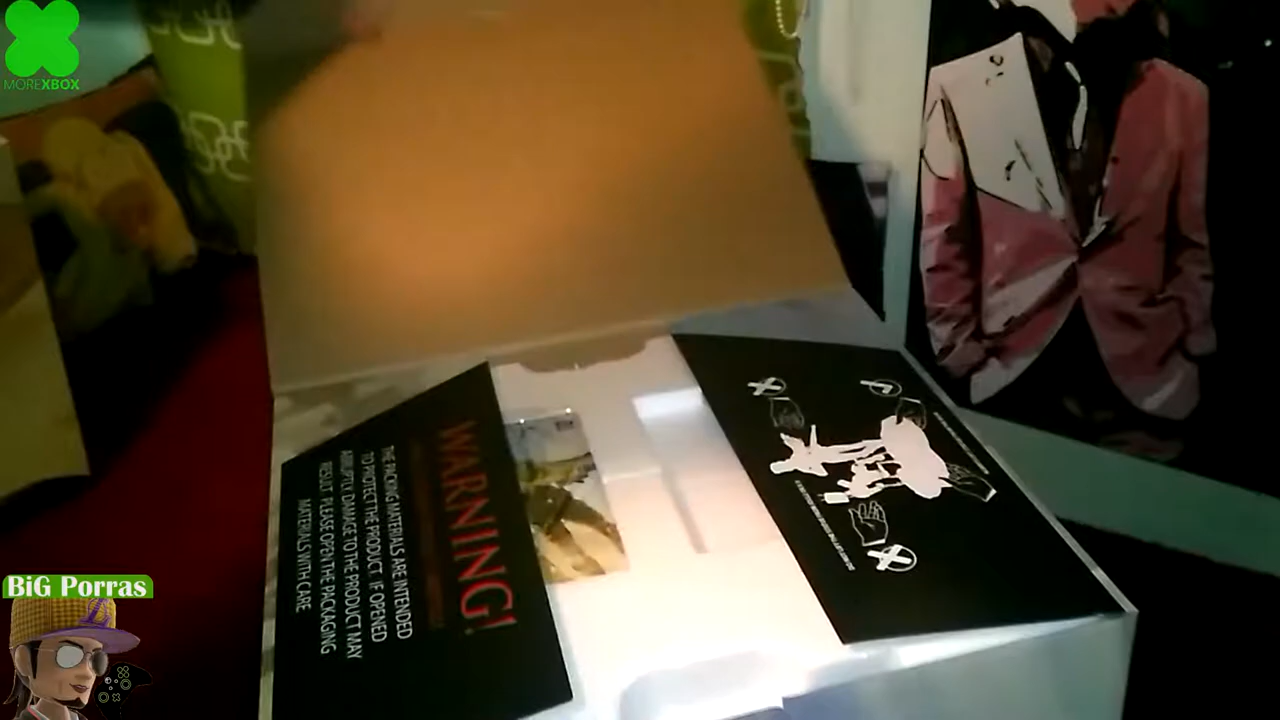 MOREXBOX
WARNING!
THE PACKING MATERIALS ARE INTENDED
TO PROTECT THE PRODUCT. IF OPENED
ABRUPTLY, DAMAGE TO THE PRODUCT MAY
RESULT. PLEASE OPEN THE PACKAGING
MATERIALS WITH CARE
BiG Porras